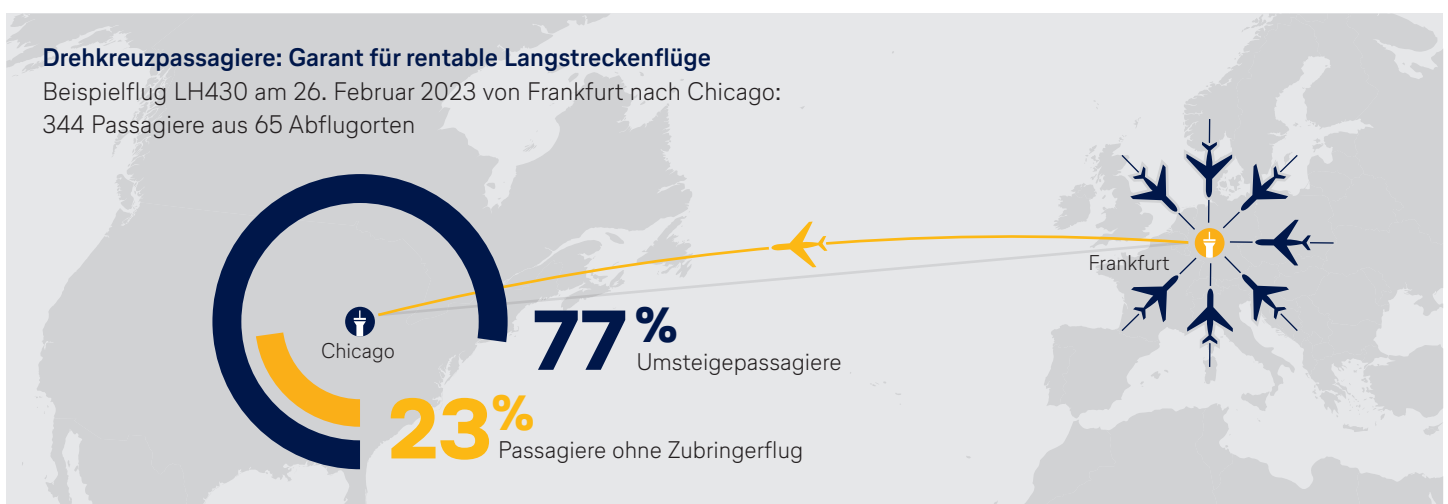 Drehkreuzpassagiere: Garant für rentable Langstreckenflüge
Beispielflug LH430 am 26. Februar 2023 von Frankfurt nach Chicago:
344 Passagiere aus 65 Abflugorten
Frankfurt
Chicago
77%
Umsteigepassagiere
23%
Passagiere ohne Zubringerflug